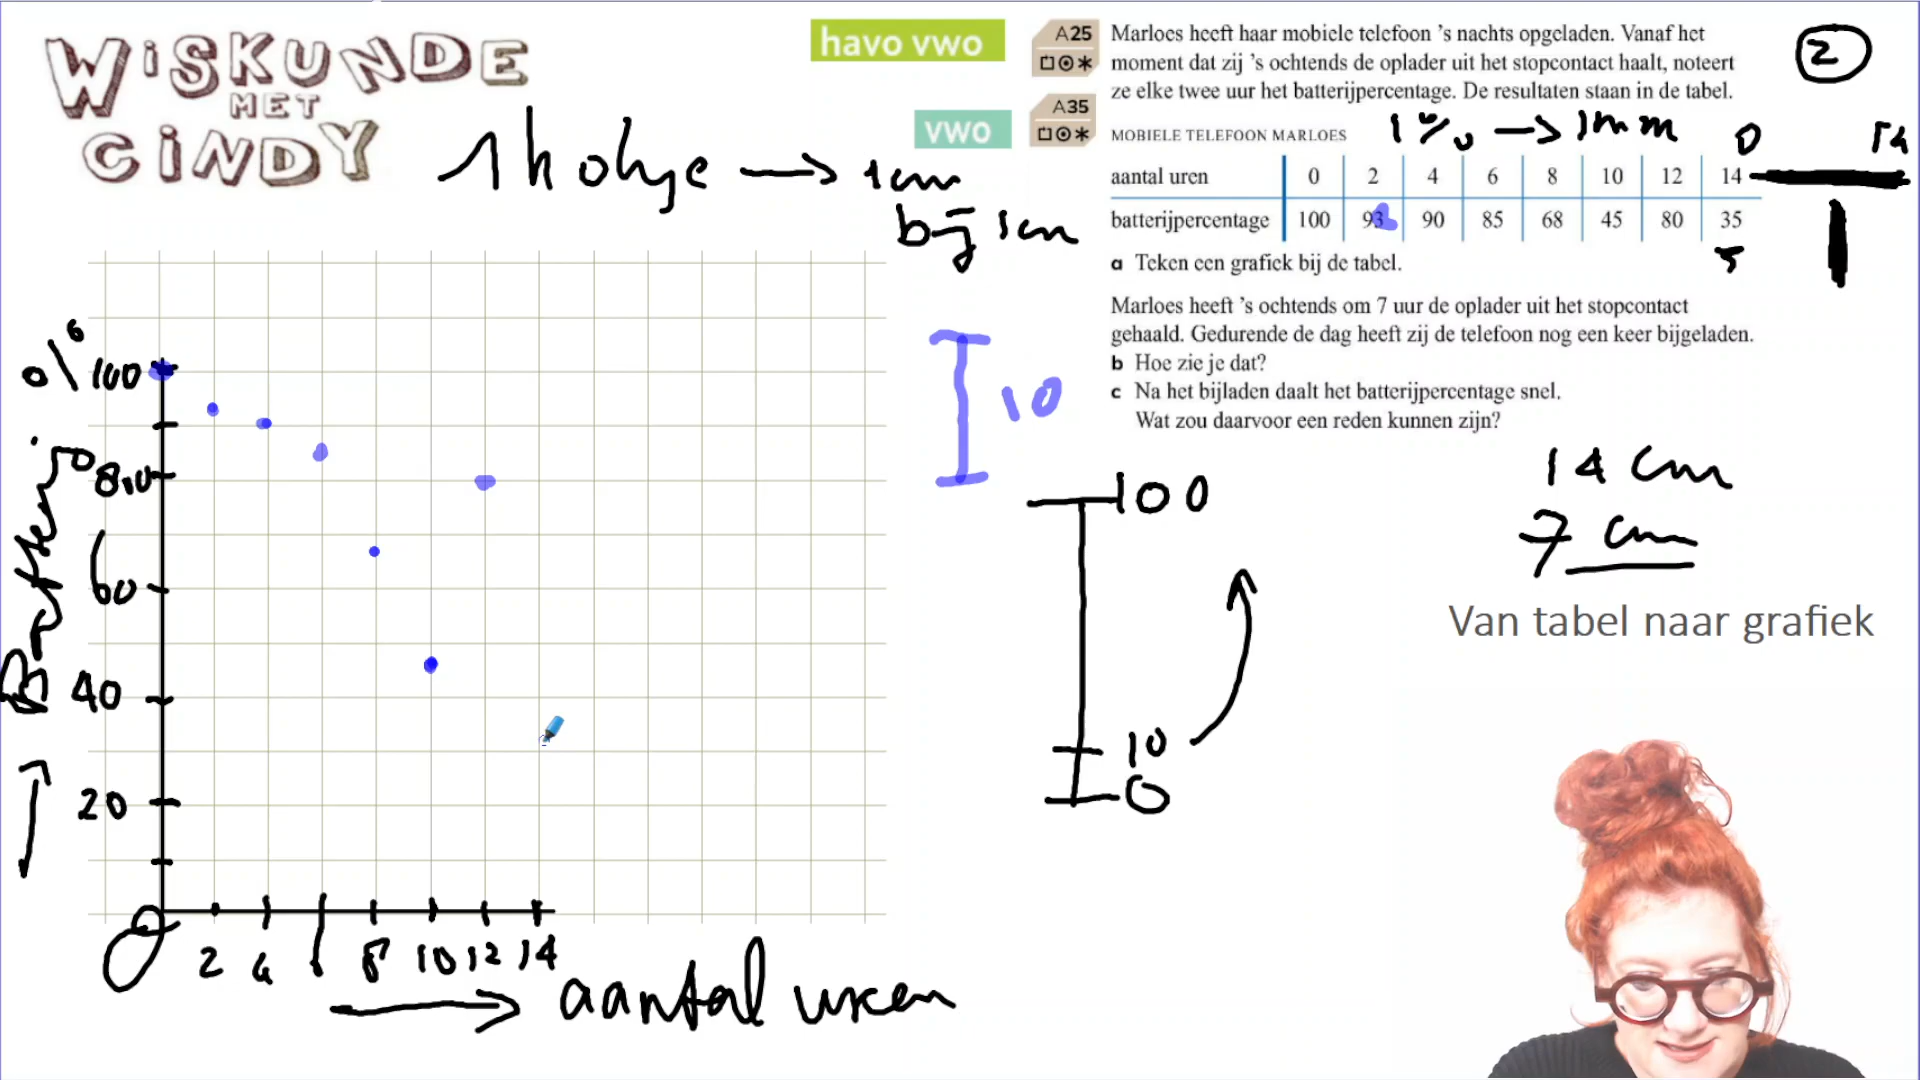 WiSKUNDE
MET
CiNDY
havo vwo
vwo
A25
A35
Marloes heeft haar mobiele telefoon 's nachts opgeladen. Vanaf het
moment dat zij 's ochtends de oplader uit het stopcontact haalt, noteert
ze elke twee uur het batterijpercentage. De resultaten staan in de tabel.
2
MOBIELE TELEFOON MARLOES
1% → 1mm
0 14
aantal uren 0 2 4 6 8 10 12 14
batterijpercentage 100 93 90 85 68 45 80 35
a Teken een grafiek bij de tabel.
Marloes heeft 's ochtends om 7 uur de oplader uit het stopcontact
gehaald. Gedurende de dag heeft zij de telefoon nog een keer bijgeladen.
b Hoe zie je dat?
c Na het bijladen daalt het batterijpercentage snel.
Wat zou daarvoor een reden kunnen zijn?
1 hokje → 1cm
bij 1cm
10
100
10
0
14 cm
7 cm
Van tabel naar grafiek
%
100
80
60
40
20
0
2 4 6 8 10 12 14
→ aantal uren